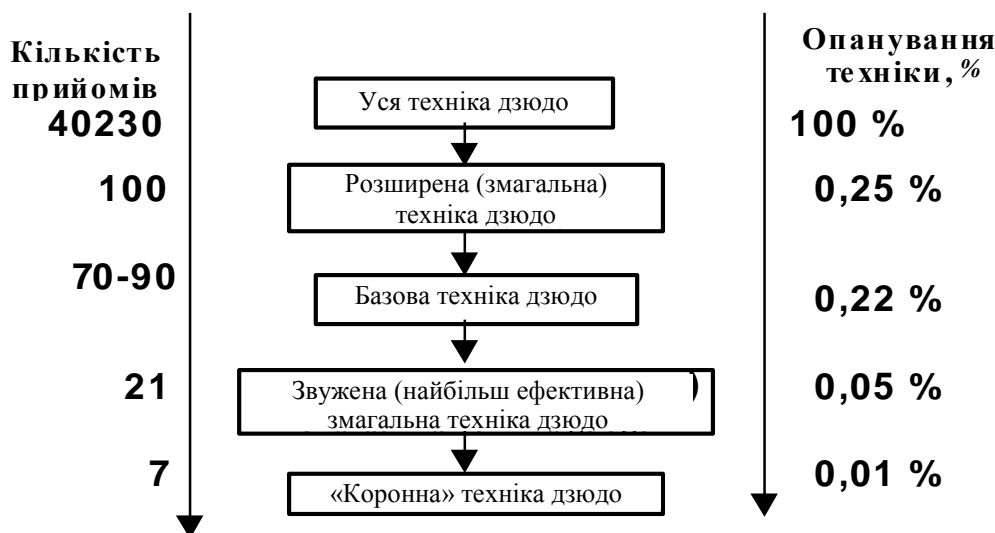 Кількість
прийомів
Опанування
техніки, %
40230
Уся техніка дзюдо
100 %
100
Розширена (змагальна)
техніка дзюдо
0,25 %
70-90
Базова техніка дзюдо
0,22 %
21
Звужена (найбільш ефективна)
змагальна техніка дзюдо
)
0,05 %
7
«Коронна» техніка дзюдо
0,01 %